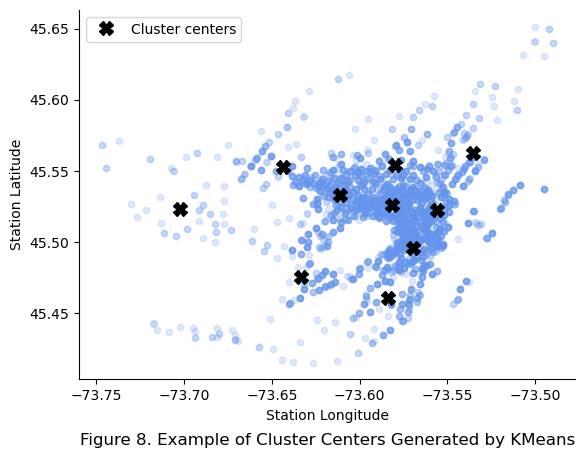 Cluster centers
45.65
45.60
45.55
45.50
45.45
Station Latitude
−73.75
−73.70
−73.65
−73.60
−73.55
−73.50
Station Longitude
Figure 8. Example of Cluster Centers Generated by KMeans